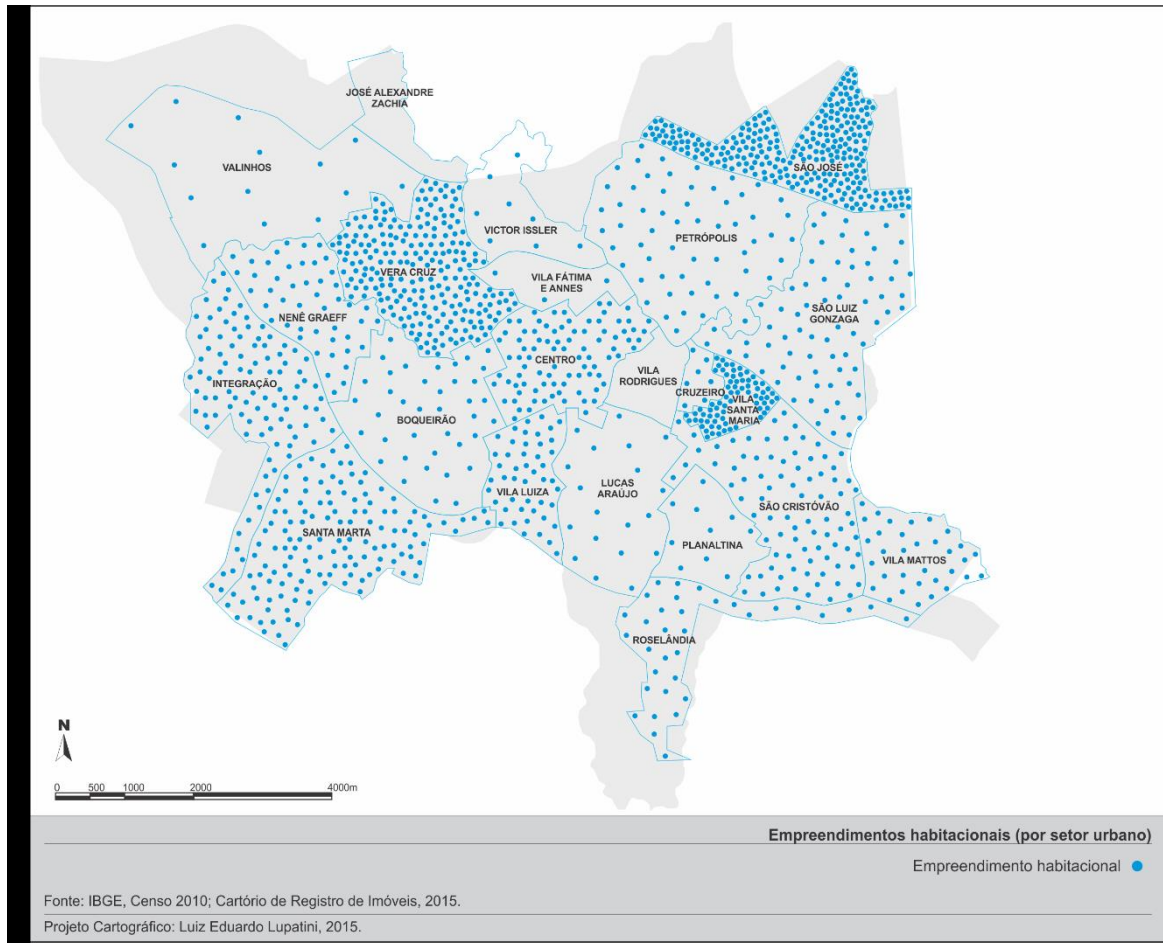 JOSÉ ALEXANDRE
ZACHIA
VALINHOS
SÃO JOSÉ
VICTOR ISSLER
PETRÓPOLIS
VERA CRUZ
VILA FÁTIMA
E ANNES
SÃO LUIZ
GONZAGA
NENÊ GRAEFF
CENTRO
VILA
RODRIGUES
INTEGRAÇÃO
CRUZEIRO
VILA
SANTA
MARIA
BOQUEIRÃO
LUCAS
ARAÚJO
VILA LUIZA
SÃO CRISTÓVÃO
SANTA MARTA
PLANALTINA
VILA MATTOS
ROSELÂNDIA
N
0 500 1000 2000 4000m
Empreendimentos habitacionais (por setor urbano)
Empreendimento habitacional
Fonte: IBGE, Censo 2010; Cartório de Registro de Imóveis, 2015.
Projeto Cartográfico: Luiz Eduardo Lupatini, 2015.